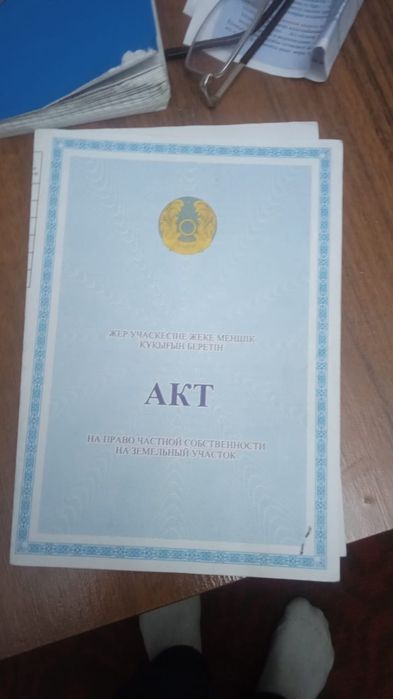 ЖЕР УЧАСКЕСІНЕ ЖЕКЕ МЕНШІК
ҚҰҚЫҒЫН БЕРЕТІН
АКТ
НА ПРАВО ЧАСТНОЙ СОБСТВЕННОСТИ
НА ЗЕМЕЛЬНЫЙ УЧАСТОК